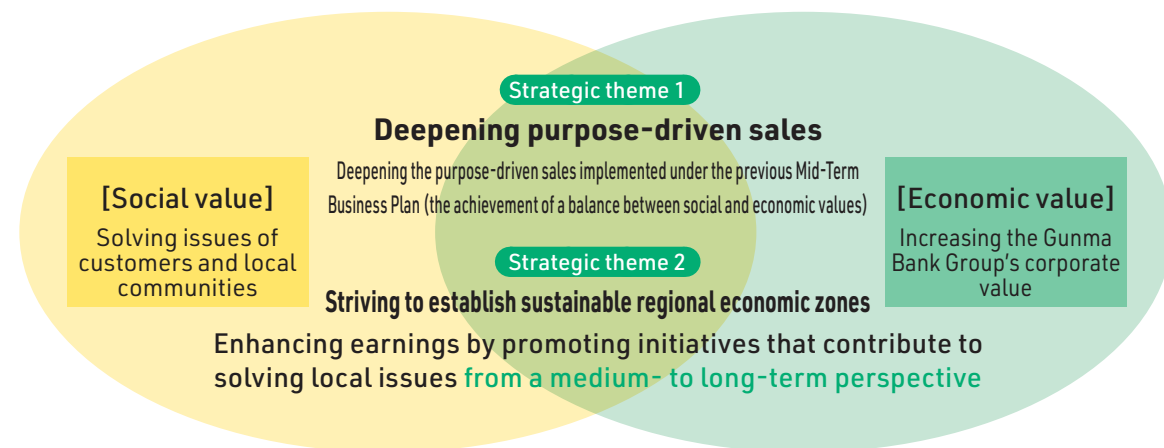 Strategic theme 1
Deepening purpose-driven sales
Deepening the purpose-driven sales implemented under the previous Mid-Term
Business Plan (the achievement of a balance between social and economic values)
[Social value]
Solving issues of
customers and local
communities
[Economic value]
Increasing the Gunma
Bank Group's corporate
value
Strategic theme 2
Striving to establish sustainable regional economic zones
Enhancing earnings by promoting initiatives that contribute to
solving local issues from a medium- to long-term perspective